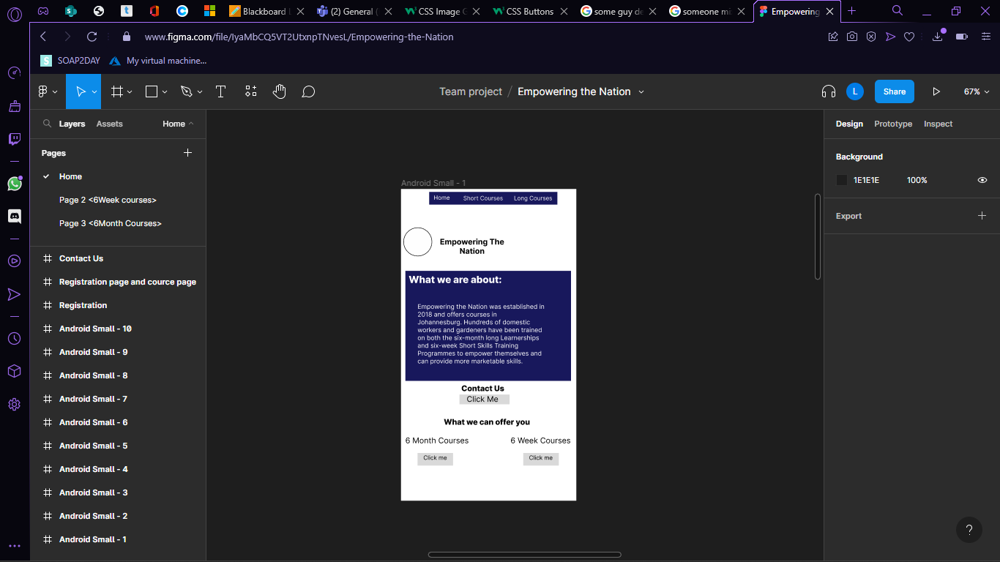 Blackboard L
(2) General (
CSS Image G
CSS Buttons
some guy de
someone mi
Empowering
www.figma.com/file/IyaMbCQ5VT2UtxnpTNvesL/Empowering-the-Nation
SOAP2DAY
My virtual machine...
Team project / Empowering the Nation
L
Share
67%
Layers
Assets
Home
Pages
Home
Page 2 <6Week courses>
Page 3 <6Month Courses>
Contact Us
Registration page and cource page
Registration
Android Small - 10
Android Small - 9
Android Small - 8
Android Small - 7
Android Small - 6
Android Small - 5
Android Small - 4
Android Small - 3
Android Small - 2
Android Small - 1
Android Small - 1
Home Short Courses Long Courses
Empowering The
Nation
What we are about:
Empowering the Nation was established in
2018 and offers courses in
Johannesburg. Hundreds of domestic
workers and gardeners have been trained
on both the six-month long Learnerships
and six-week Short Skills Training
Programmes to empower themselves and
can provide more marketable skills.
Contact Us
Click Me
What we can offer you
6 Month Courses 6 Week Courses
Click me Click me
Design
Prototype
Inspect
Background
1E1E1E 100%
Export
?